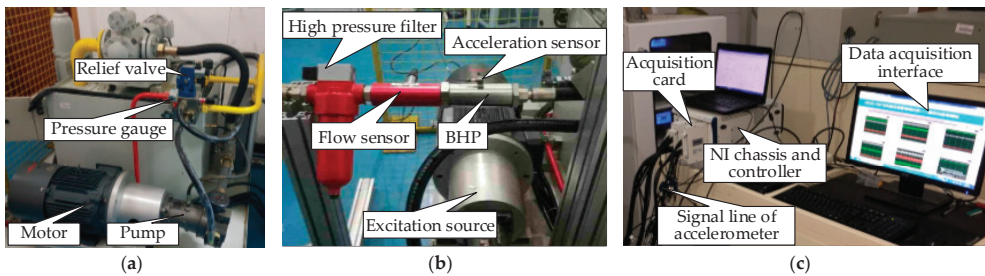 Relief valve
Pressure gauge
Motor
Pump
(a)
High pressure filter
Acceleration sensor
Flow sensor
BHP
Excitation source
(b)
Acquisition
card
Data acquisition
interface
NI chassis and
controller
Signal line of
accelerometer
(c)